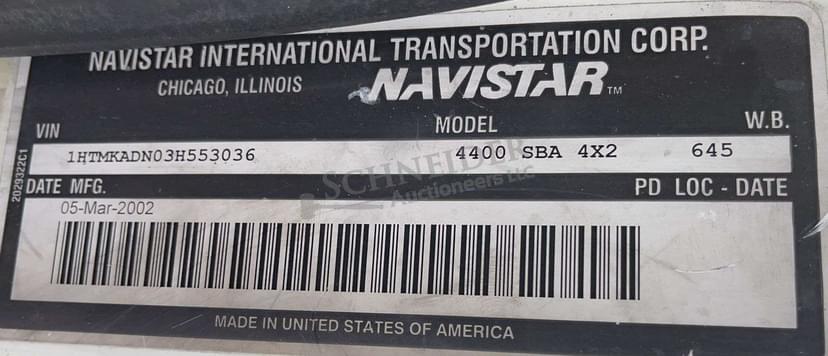 NAVISTAR INTERNATIONAL TRANSPORTATION CORP.
CHICAGO, ILLINOIS
NAVISTAR TM
VIN MODEL W.B.
1HTMKADN03H553036 4400 SBA 4X2 645
2029322C1
SCHNEIDER
Auctioneers LLC
DATE MFG. PD LOC - DATE
05-Mar-2002
MADE IN UNITED STATES OF AMERICA